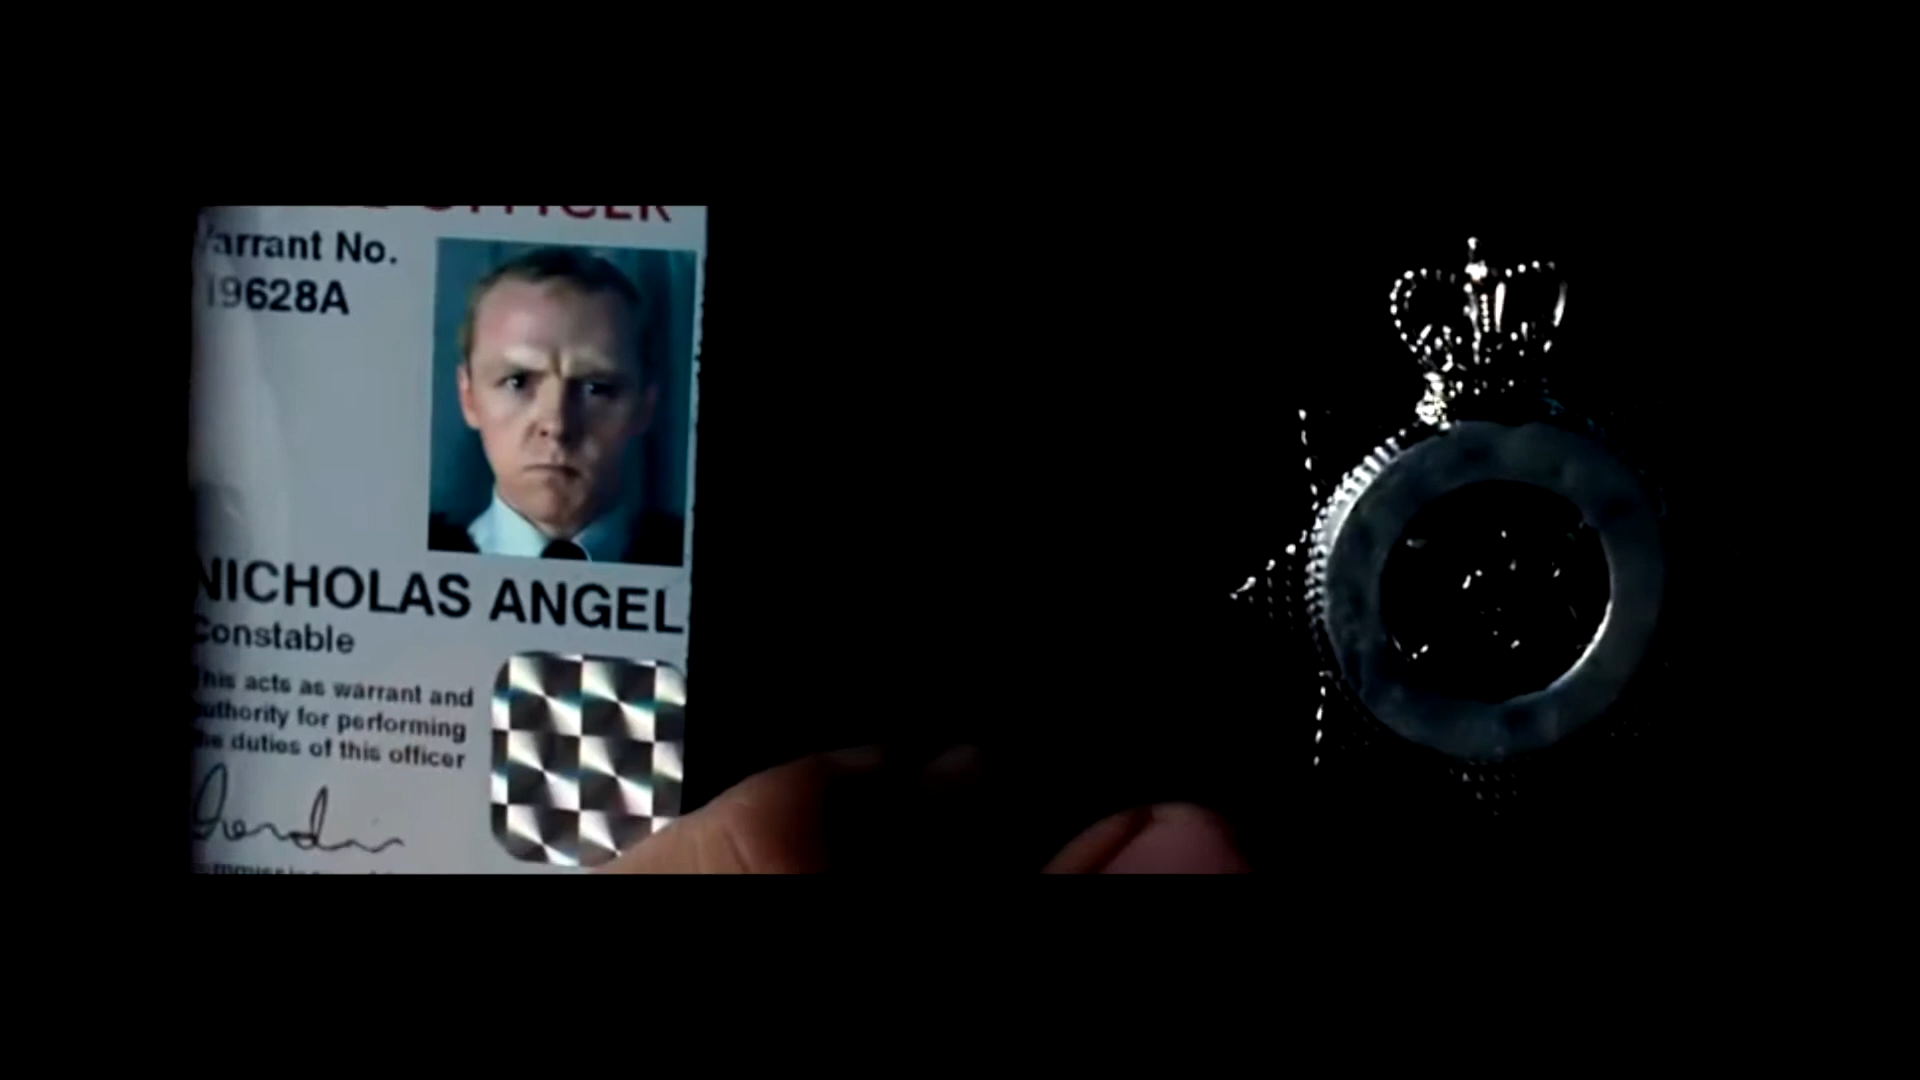 OFFICER
Warrant No.
19628A
NICHOLAS ANGEL
Constable
This acts as warrant and
authority for performing
the duties of this officer